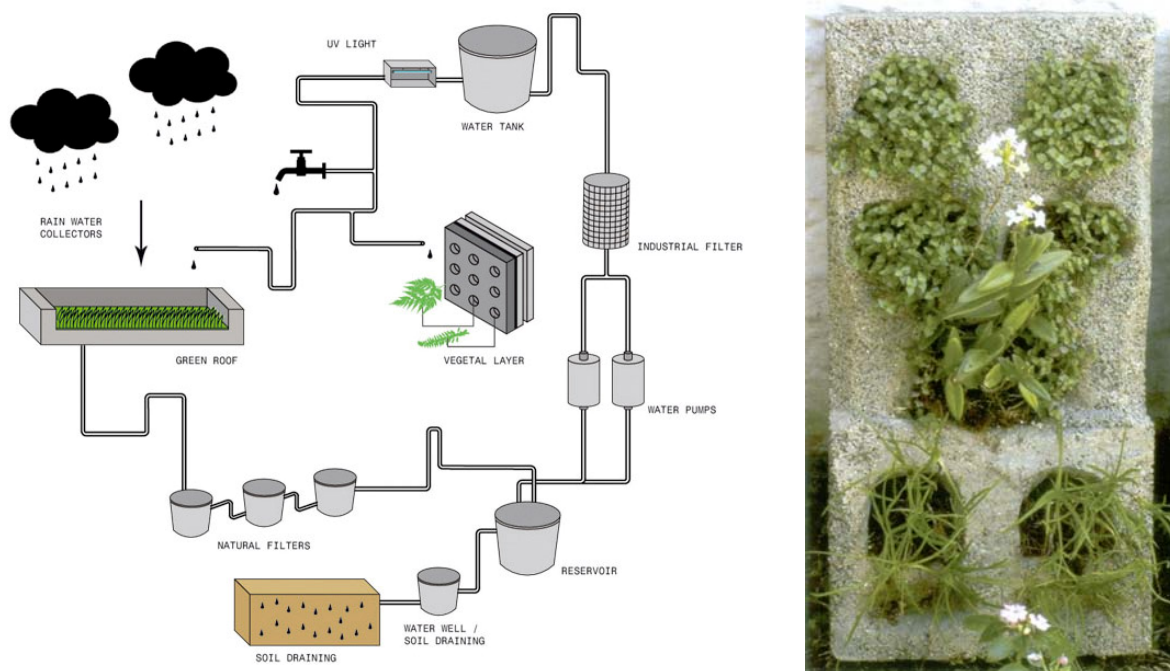 UV LIGHT
WATER TANK
RAIN WATER
COLLECTORS
INDUSTRIAL FILTER
GREEN ROOF
VEGETAL LAYER
WATER PUMPS
NATURAL FILTERS
RESERVOIR
WATER WELL /
SOIL DRAINING
SOIL DRAINING